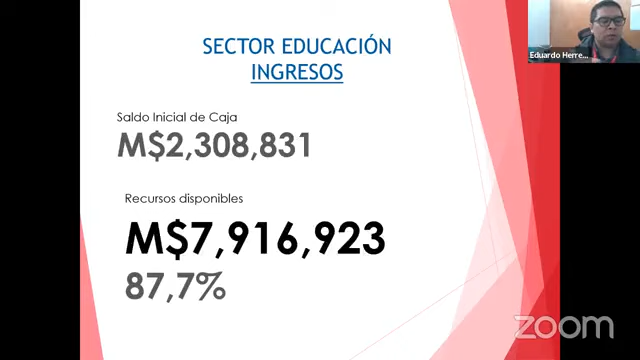 SECTOR EDUCACIÓN
INGRESOS
Saldo Inicial de Caja
M$2,308,831
Recursos disponibles
M$7,916,923
87,7%
Eduardo Herre...
zoom